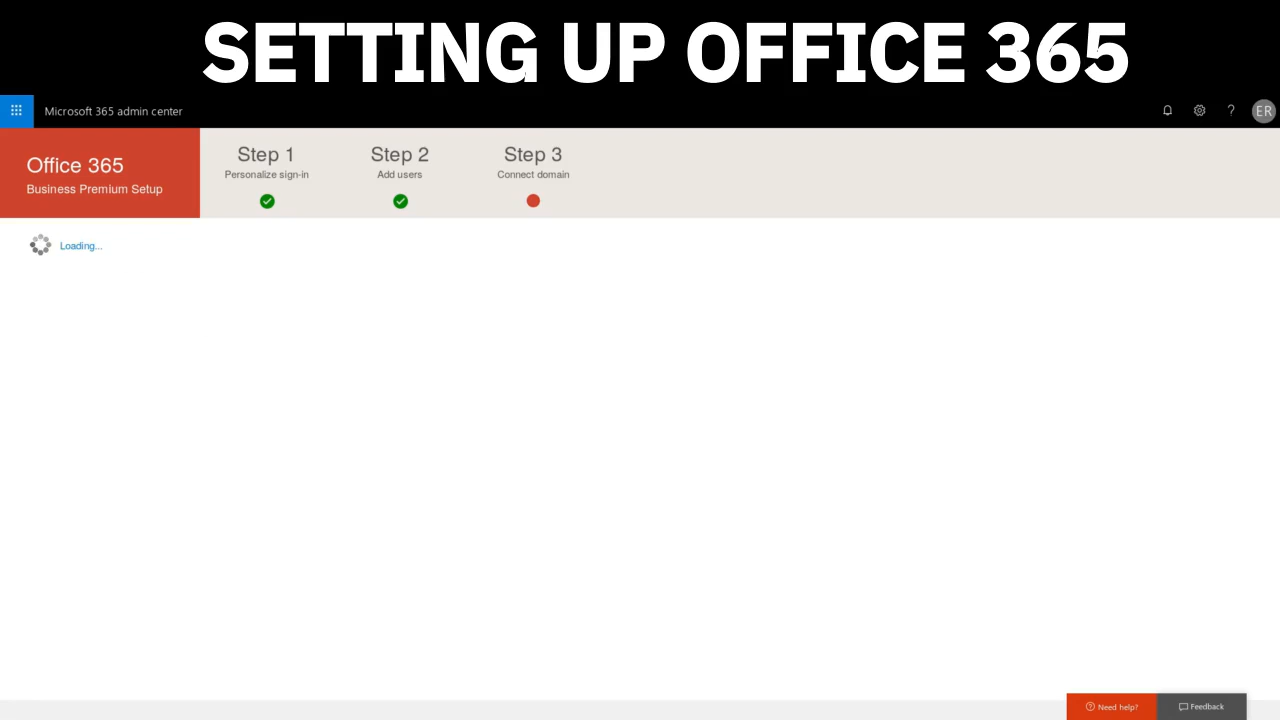 SETTING UP OFFICE 365
Microsoft 365 admin center
?
ER
Office 365
Business Premium Setup
Step 1
Personalize sign-in
Step 2
Add users
Step 3
Connect domain
Loading...
Need help?
Feedback